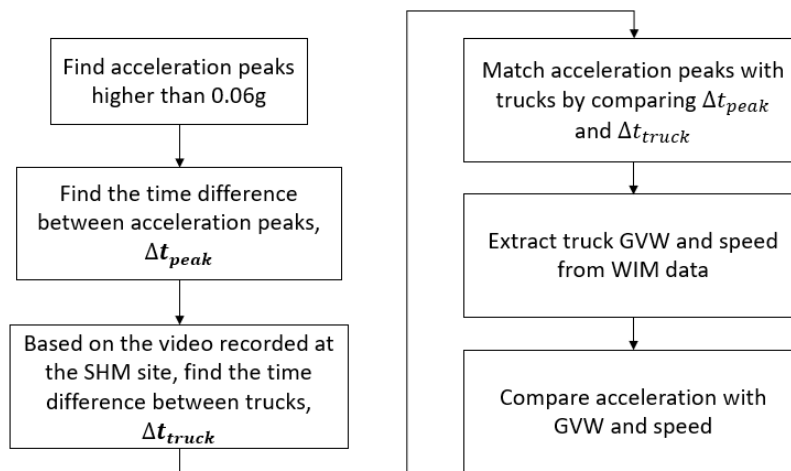 Find acceleration peaks
higher than 0.06g
Find the time difference
between acceleration peaks,
Δt_peak
Based on the video recorded at
the SHM site, find the time
difference between trucks,
Δt_truck
Match acceleration peaks with
trucks by comparing Δt_peak
and Δt_truck
Extract truck GVW and speed
from WIM data
Compare acceleration with
GVW and speed